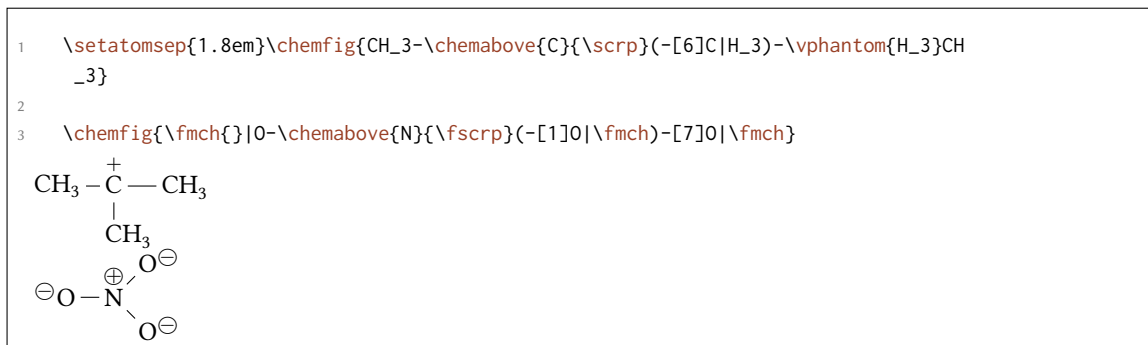 1 \setatomsep{1.8em}\chemfig{CH_3-\chemabove{C}{\scrp}(-[6]C|H_3)-\vphantom{H_3}CH
_3}
2
3 \chemfig{\fmch{}|O-\chemabove{N}{\fscrp}(-[1]O|\fmch)-[7]O|\fmch}
+
CH₃ – C — CH₃
CH₃
O⊖
⊕
⊖O – N
O⊖